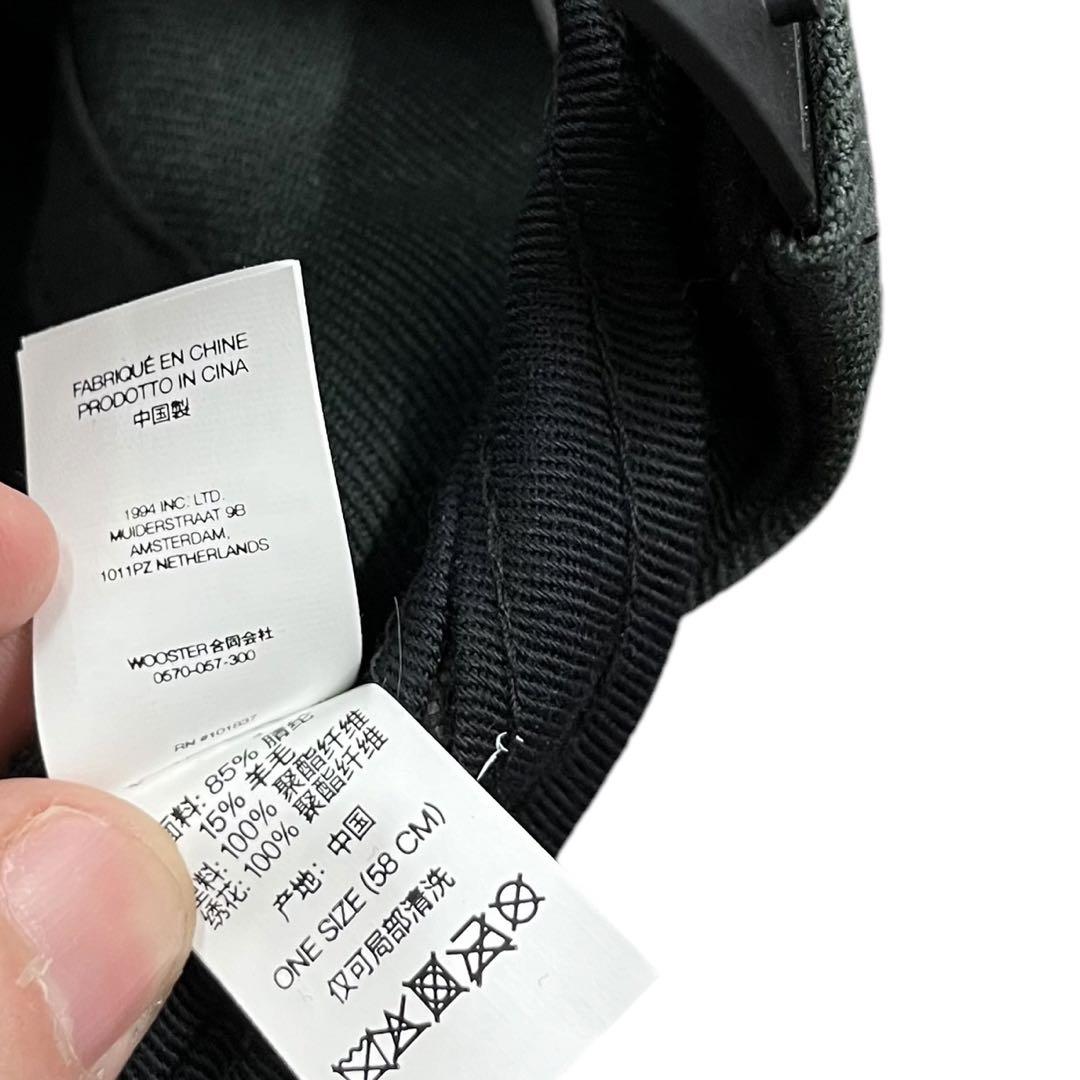 FABRIQUÉ EN CHINE
PRODOTTO IN CINA
中国製
1994 INC. LTD.
MUIDERSTRAAT 9B
AMSTERDAM,
1011PZ NETHERLANDS
WOOSTER合同会社
0570-057-300
RN #101837
面料: 85% 腈纶
15% 羊毛
料: 100% 聚酯纤维
绣花: 100% 聚酯纤维
产地: 中国
ONE SIZE (58 CM)
仅可局部清洗